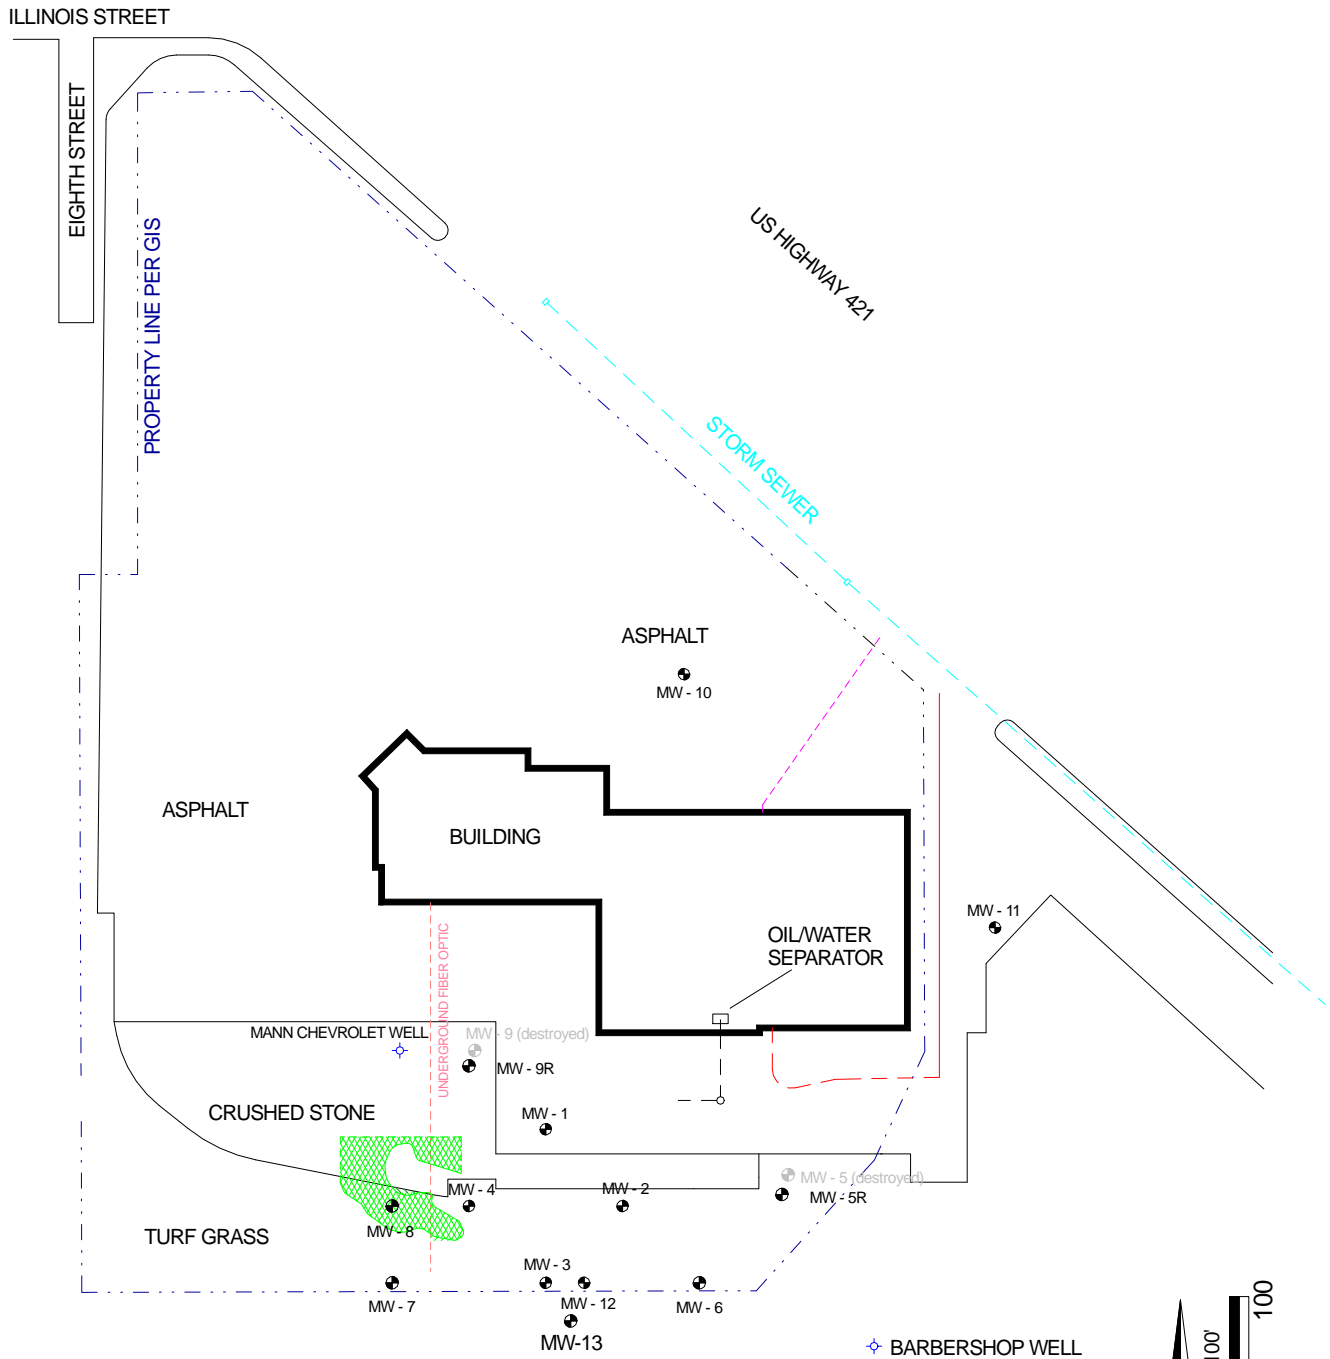 ILLINOIS STREET
EIGHTH STREET
PROPERTY LINE PER GIS
US HIGHWAY 421
STORM SEWER
ASPHALT
MW - 10
ASPHALT
BUILDING
MW - 11
OIL/WATER
SEPARATOR
UNDERGROUND FIBER OPTIC
MANN CHEVROLET WELL
MW - 9 (destroyed)
MW - 9R
CRUSHED STONE
MW - 1
MW - 5 (destroyed)
MW - 4
MW - 2
MW - 5R
MW - 8
TURF GRASS
MW - 3
MW - 7
MW - 12
MW - 6
MW-13
BARBERSHOP WELL
100'
100